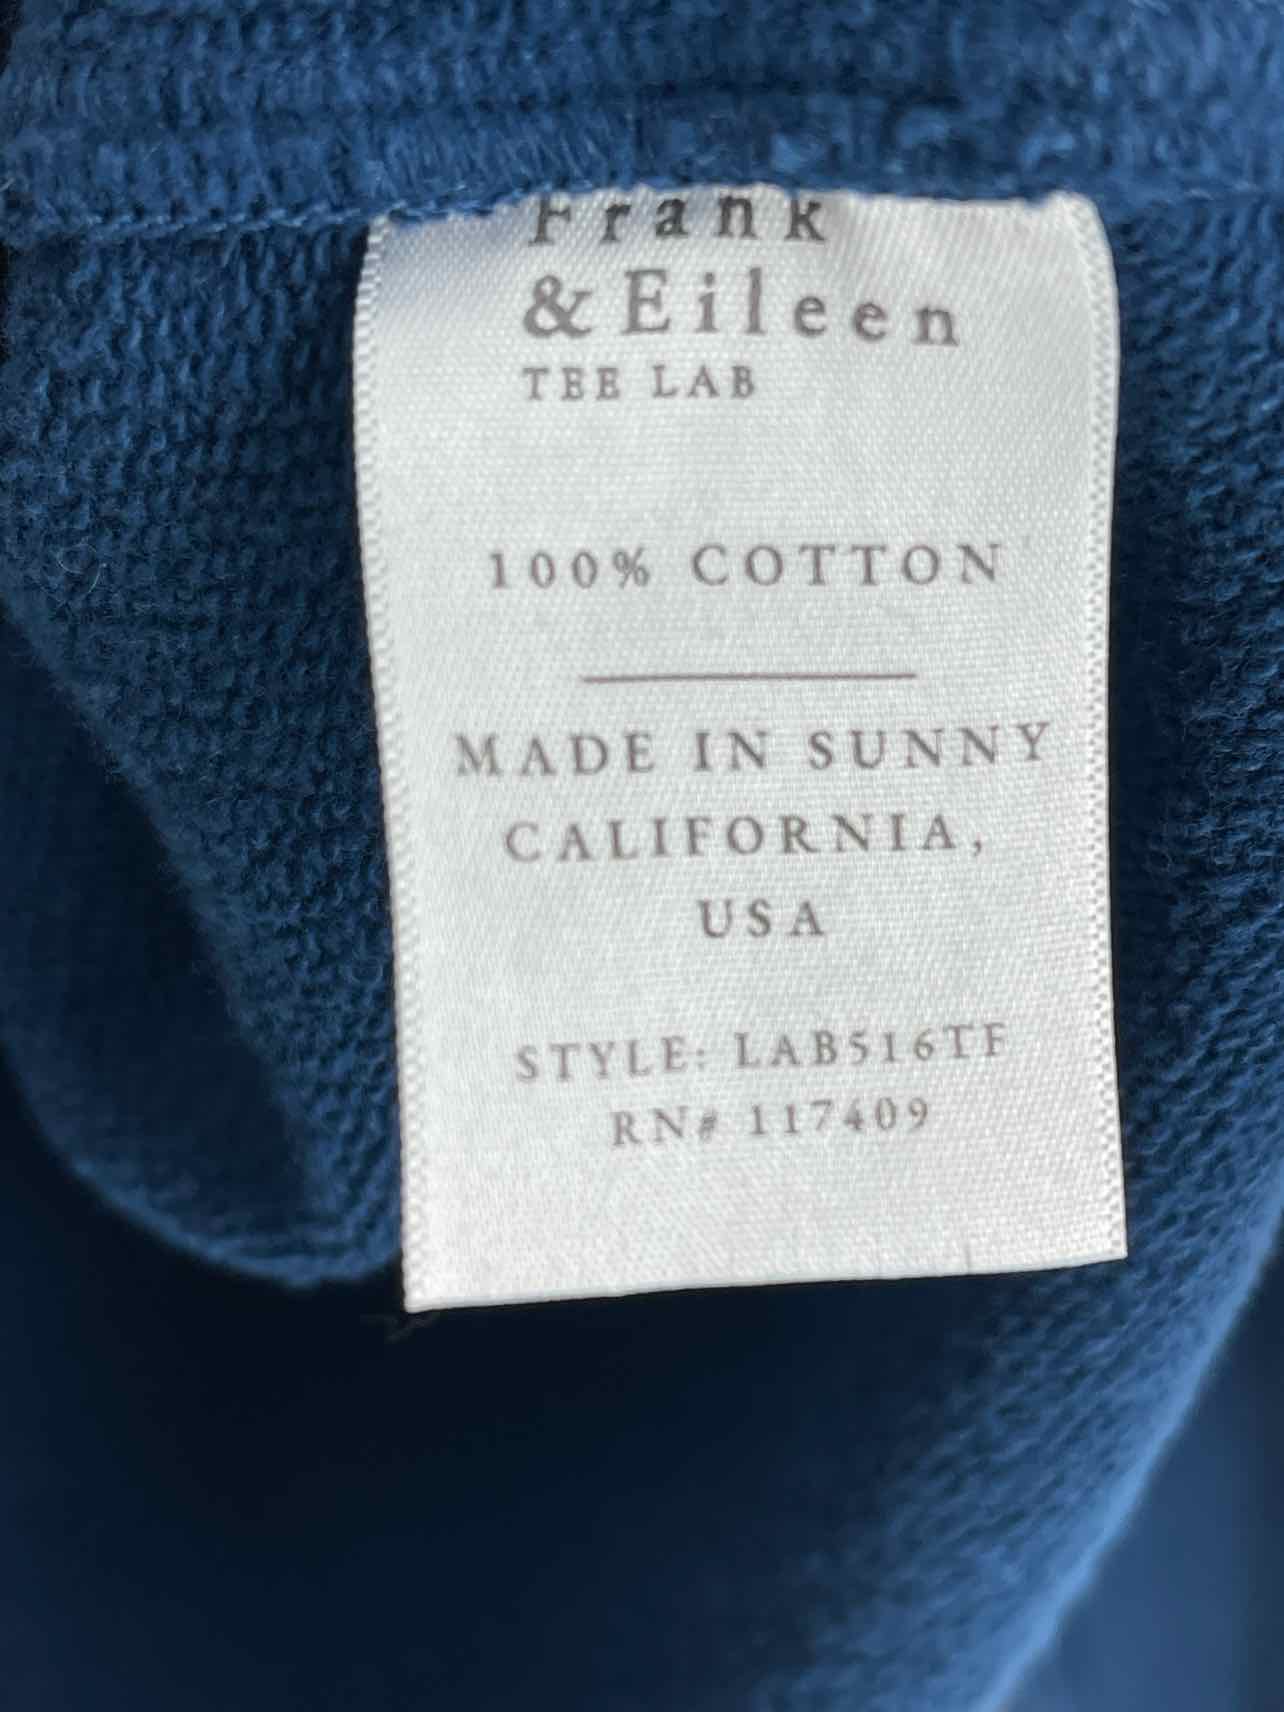 Frank
& Eileen
TEE LAB
100% COTTON
MADE IN SUNNY
CALIFORNIA,
USA
STYLE: LAB516TF
RN# 117409